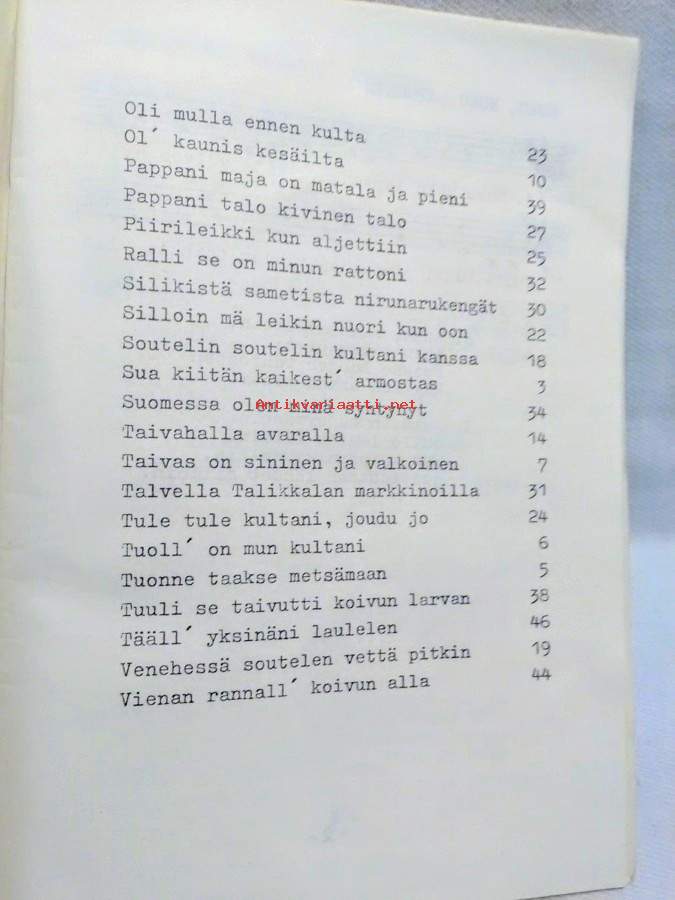 Oli mulla ennen kulta 23
Ol´ kaunis kesäilta 10
Pappani maja on matala ja pieni 39
Pappani talo kivinen talo 27
Piirileikki kun aljettiin 25
Ralli se on minun rattoni 32
Silikistä sametista nirunarukengät 30
Silloin mä leikin nuori kun oon 22
Soutelin soutelin kultani kanssa 18
Sua kiitän kaikest´ armostas 3
Antikvariaatti.net
Suomessa olen minä syntynyt 34
Taivahalla avaralla 14
Taivas on sininen ja valkoinen 7
Talvella Talikkalan markkinoilla 31
Tule tule kultani, joudu jo 24
Tuoll´ on mun kultani 6
Tuonne taakse metsämaan 5
Tuuli se taivutti koivun larvan 38
Tääll´ yksinäni laulelen 46
Venehessä soutelen vettä pitkin 19
Vienan rannall´ koivun alla 44